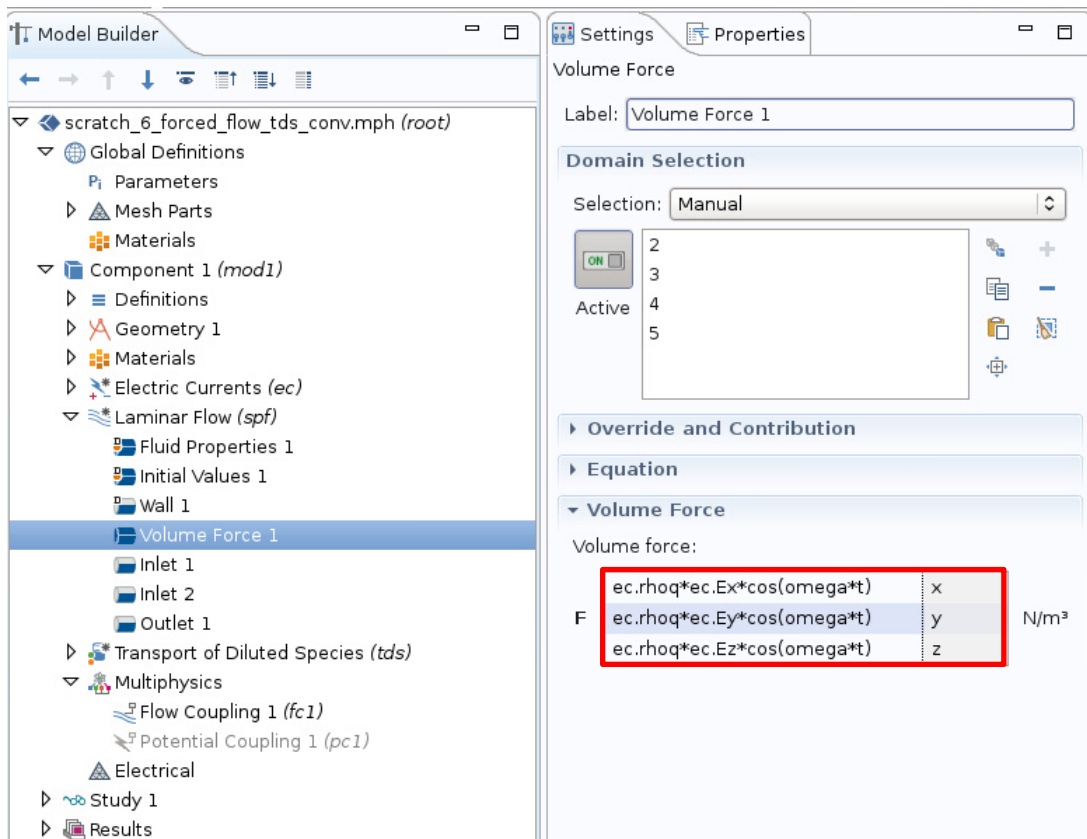 Model Builder
scratch_6_forced_flow_tds_conv.mph (root)
Global Definitions
Pi Parameters
Mesh Parts
Materials
Component 1 (mod1)
Definitions
Geometry 1
Materials
Electric Currents (ec)
Laminar Flow (spf)
Fluid Properties 1
Initial Values 1
Wall 1
Volume Force 1
Inlet 1
Inlet 2
Outlet 1
Transport of Diluted Species (tds)
Multiphysics
Flow Coupling 1 (fc1)
Potential Coupling 1 (pc1)
Electrical
Study 1
Results
Settings Properties
Volume Force
Label: Volume Force 1
Domain Selection
Selection: Manual
ON
Active
2
3
4
5
Override and Contribution
Equation
Volume Force
Volume force:
ec.rhoq*ec.Ex*cos(omega*t) x
F ec.rhoq*ec.Ey*cos(omega*t) y N/m³
ec.rhoq*ec.Ez*cos(omega*t) z